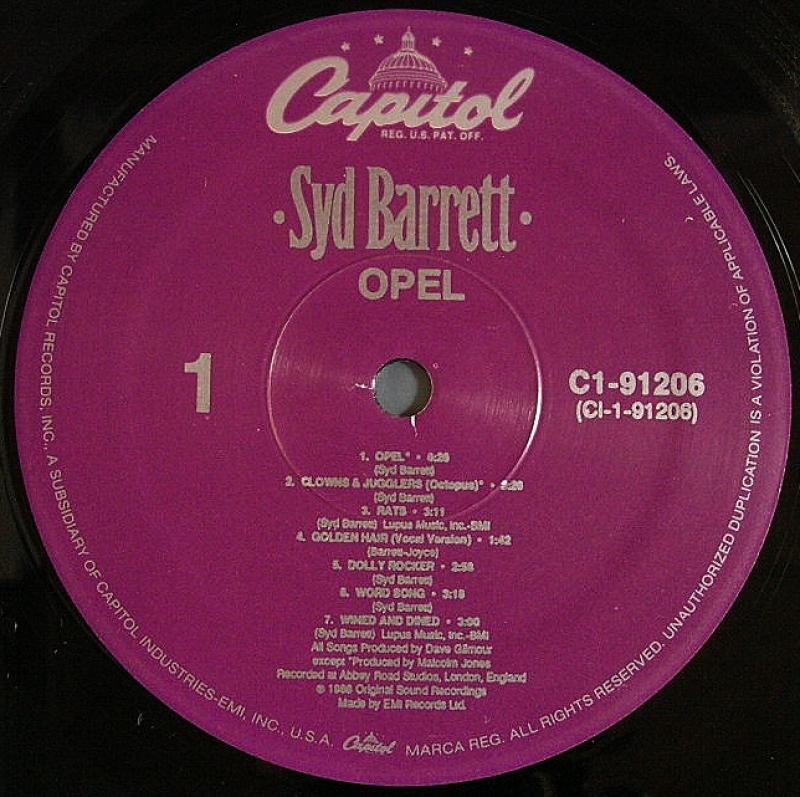 Capitol
REG. U.S. PAT. OFF.
·Syd Barrett·
OPEL
1
C1-91206
(Cl-1-91206)
1. OPEL* • 6:26
(Syd Barrett)
2. CLOWNS & JUGGLERS (Octopus)* • 3:26
(Syd Barrett)
3. RATS • 3:11
(Syd Barrett) Lupus Music, Inc.-BMI
4. GOLDEN HAIR (Vocal Version) • 1:42
(Barrett-Joyce)
5. DOLLY ROCKER • 2:58
(Syd Barrett)
6. WORD SONG • 3:18
(Syd Barrett)
7. WINED AND DINED • 3:00
(Syd Barrett) Lupus Music, Inc.-BMI
All Songs Produced by Dave Gilmour
except *Produced by Malcolm Jones
Recorded at Abbey Road Studios, London, England
℗ 1988 Original Sound Recordings
Made by EMI Records Ltd.
MANUFACTURED BY CAPITOL RECORDS, INC., A SUBSIDIARY OF CAPITOL INDUSTRIES-EMI, INC., U.S.A. Capitol MARCA REG. ALL RIGHTS RESERVED. UNAUTHORIZED DUPLICATION IS A VIOLATION OF APPLICABLE LAWS.